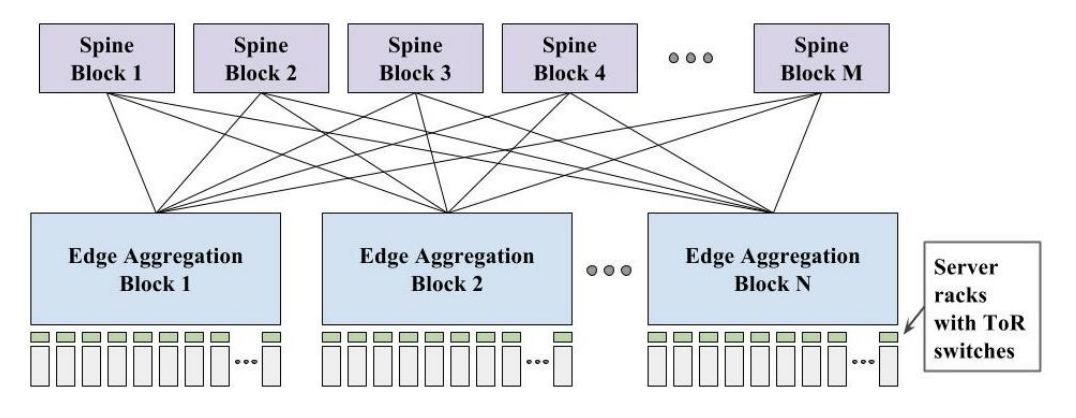 Spine
Block 1
Spine
Block 2
Spine
Block 3
Spine
Block 4
Spine
Block M
Edge Aggregation
Block 1
Edge Aggregation
Block 2
Edge Aggregation
Block N
Server
racks
with ToR
switches